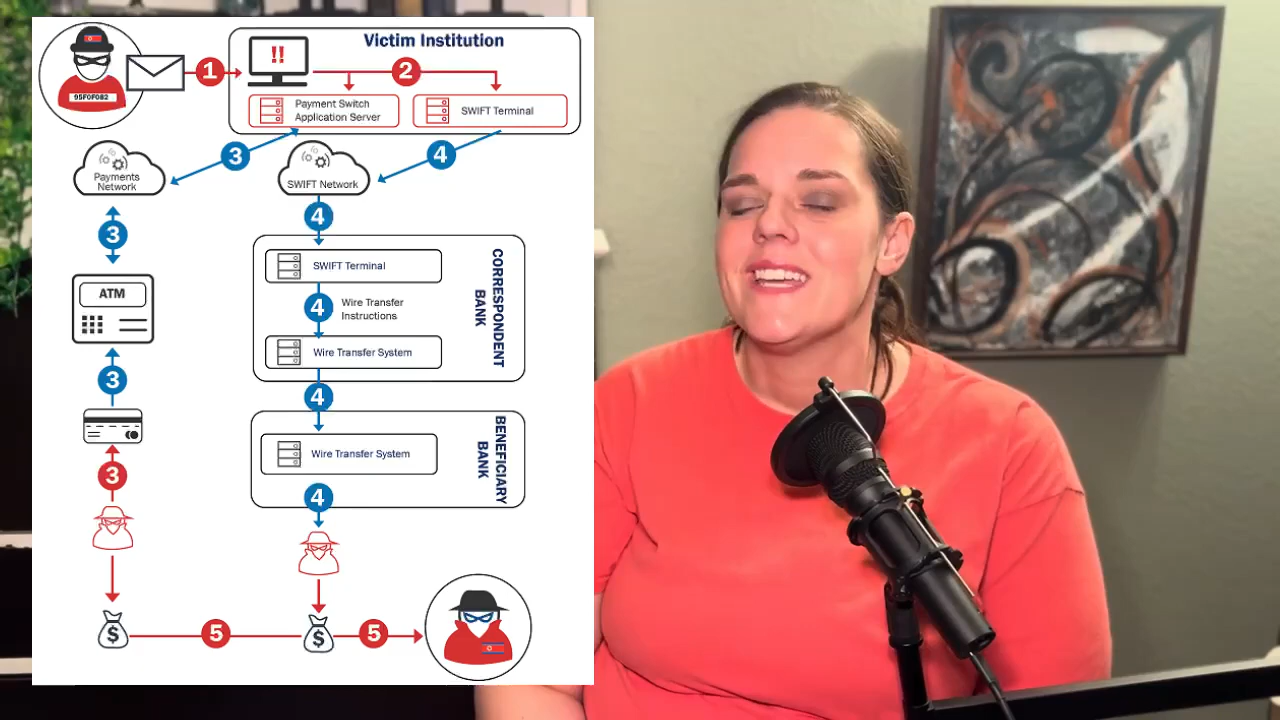 95F0F082
!!
Victim Institution
1
2
Payment Switch
Application Server
SWIFT Terminal
3
4
Payments
Network
SWIFT Network
3
4
ATM
SWIFT Terminal
4
Wire Transfer
Instructions
Wire Transfer System
CORRESPONDENT
BANK
3
4
Wire Transfer System
BENEFICIARY
BANK
3
4
$
5
$
5